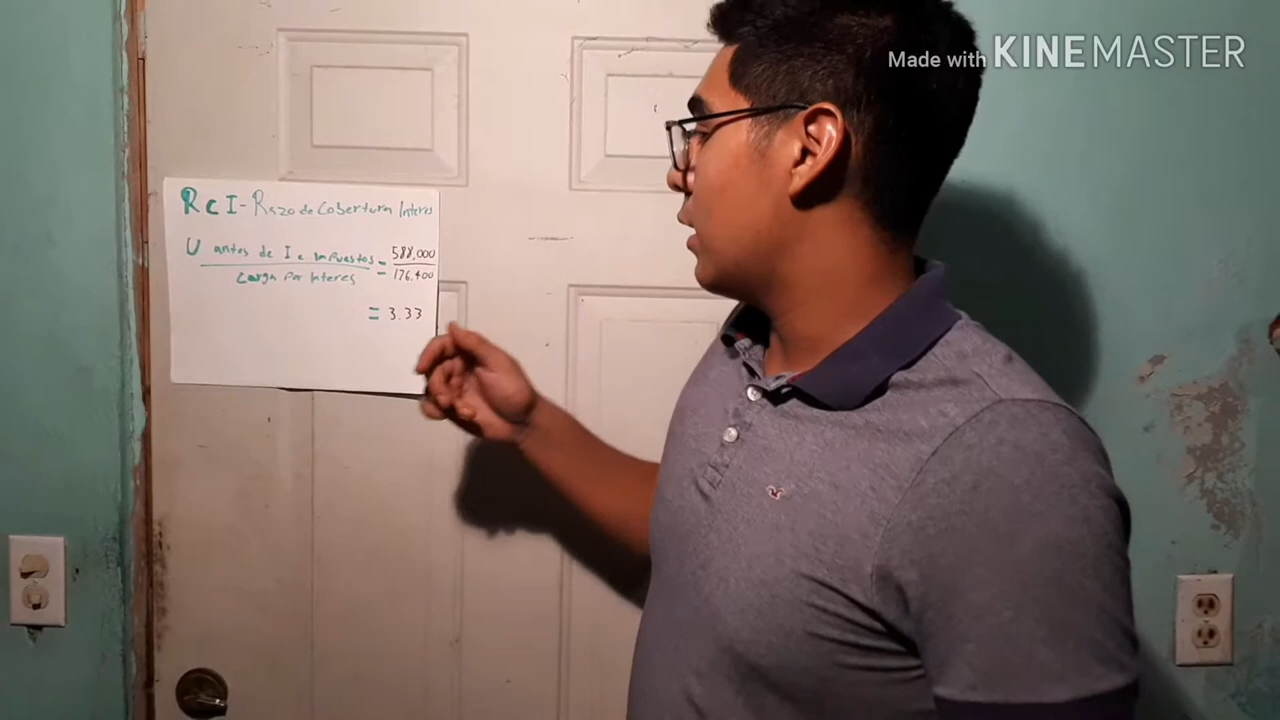 Made with KINEMASTER
RCI- Razo de Cobertura Interes
U antes de I e Impuestos = 588,000
Carga Por Interes = 176,400
= 3.33